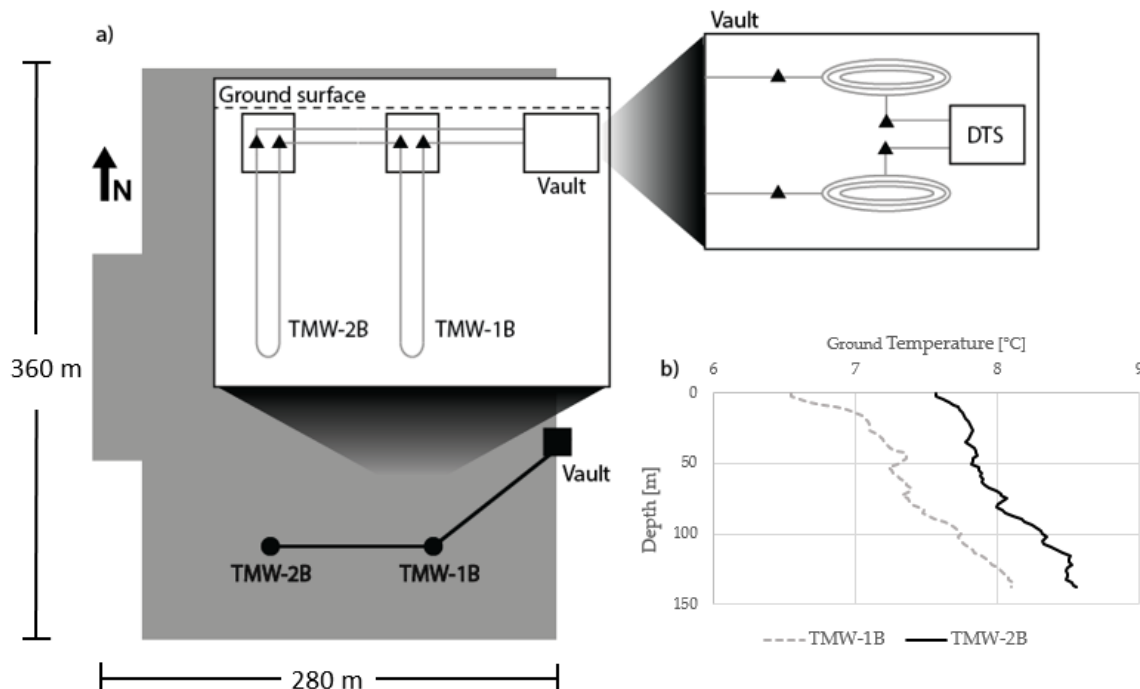 a)
Ground surface
Vault
TMW-2B
TMW-1B
Vault
DTS
N
360 m
Vault
TMW-2B
TMW-1B
280 m
b)
Ground Temperature [°C]
6 7 8 9
Depth [m]
0
50
100
150
TMW-1B TMW-2B